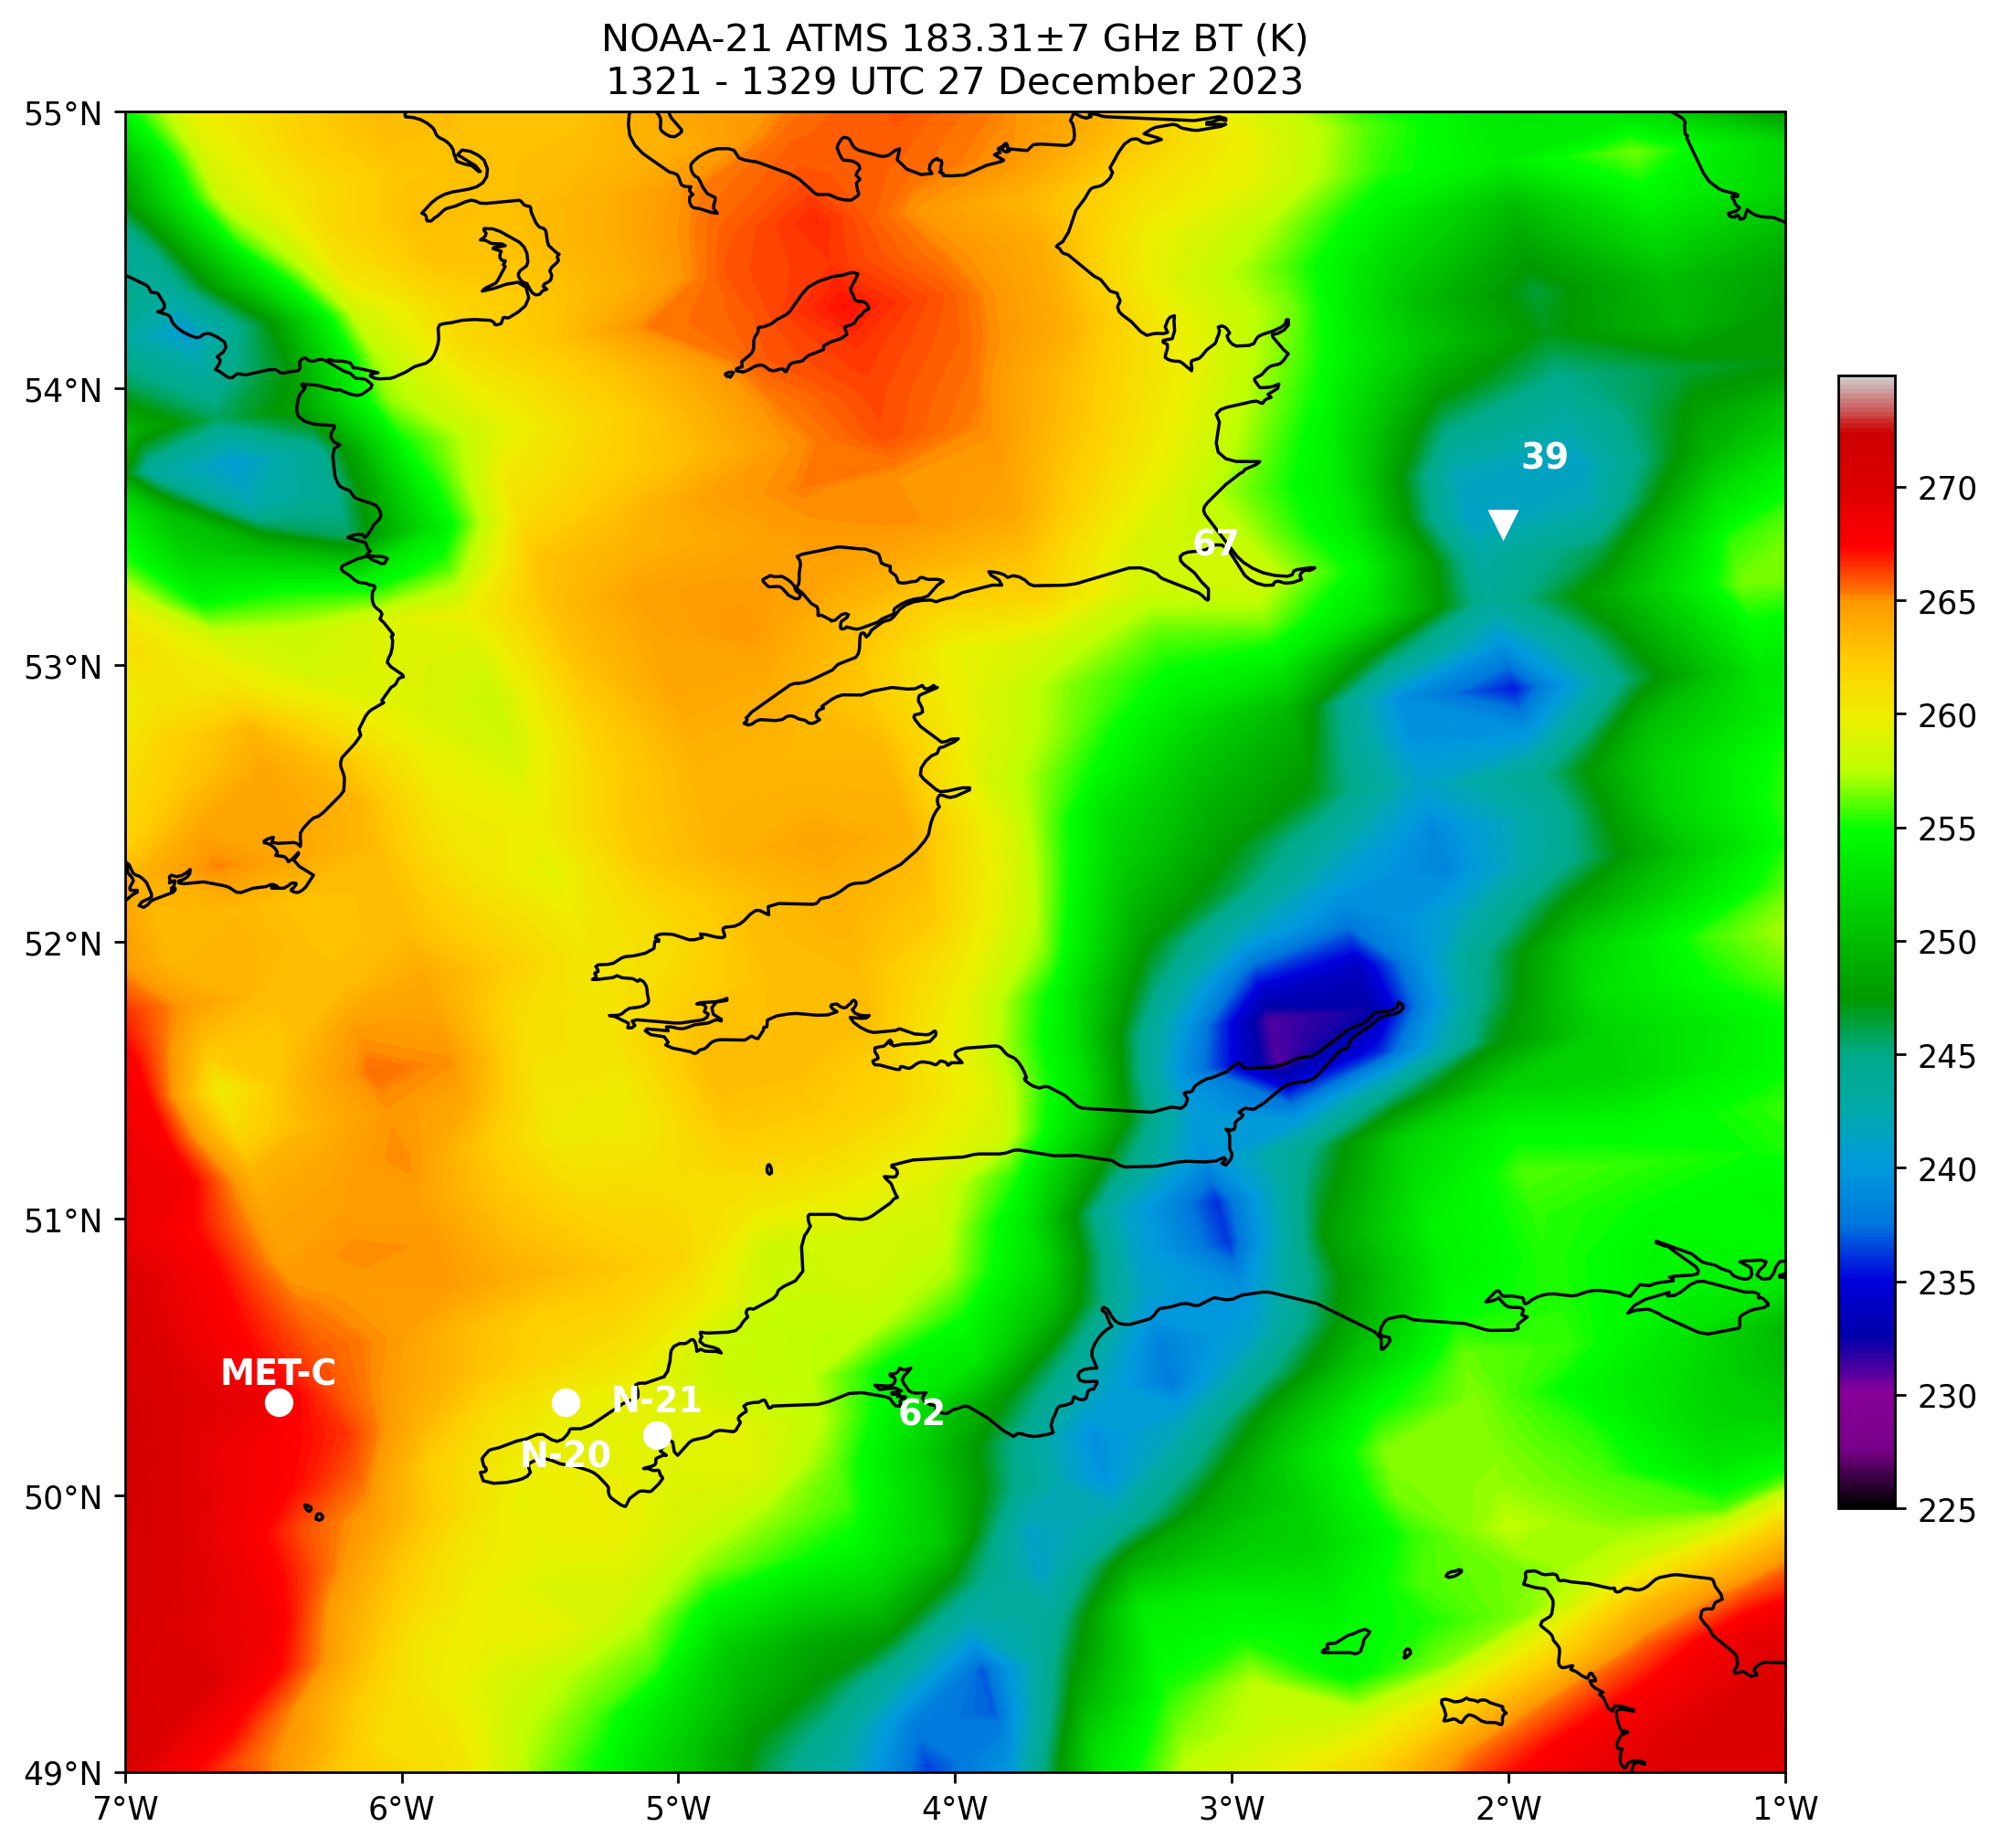 NOAA-21 ATMS 183.31±7 GHz BT (K)
1321 - 1329 UTC 27 December 2023
55°N
54°N
53°N
52°N
51°N
50°N
49°N
7°W
6°W
5°W
4°W
3°W
2°W
1°W
39
67
MET-C
N-21
N-20
62
270
265
260
255
250
245
240
235
230
225